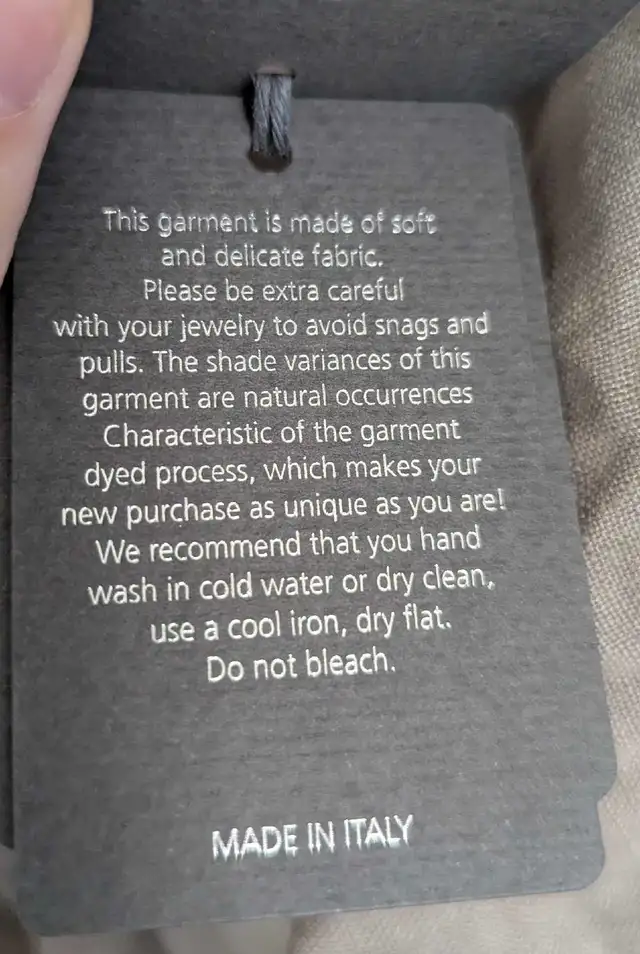 This garment is made of soft
and delicate fabric.
Please be extra careful
with your jewelry to avoid snags and
pulls. The shade variances of this
garment are natural occurrences
Characteristic of the garment
dyed process, which makes your
new purchase as unique as you are!
We recommend that you hand
wash in cold water or dry clean,
use a cool iron, dry flat.
Do not bleach.
MADE IN ITALY